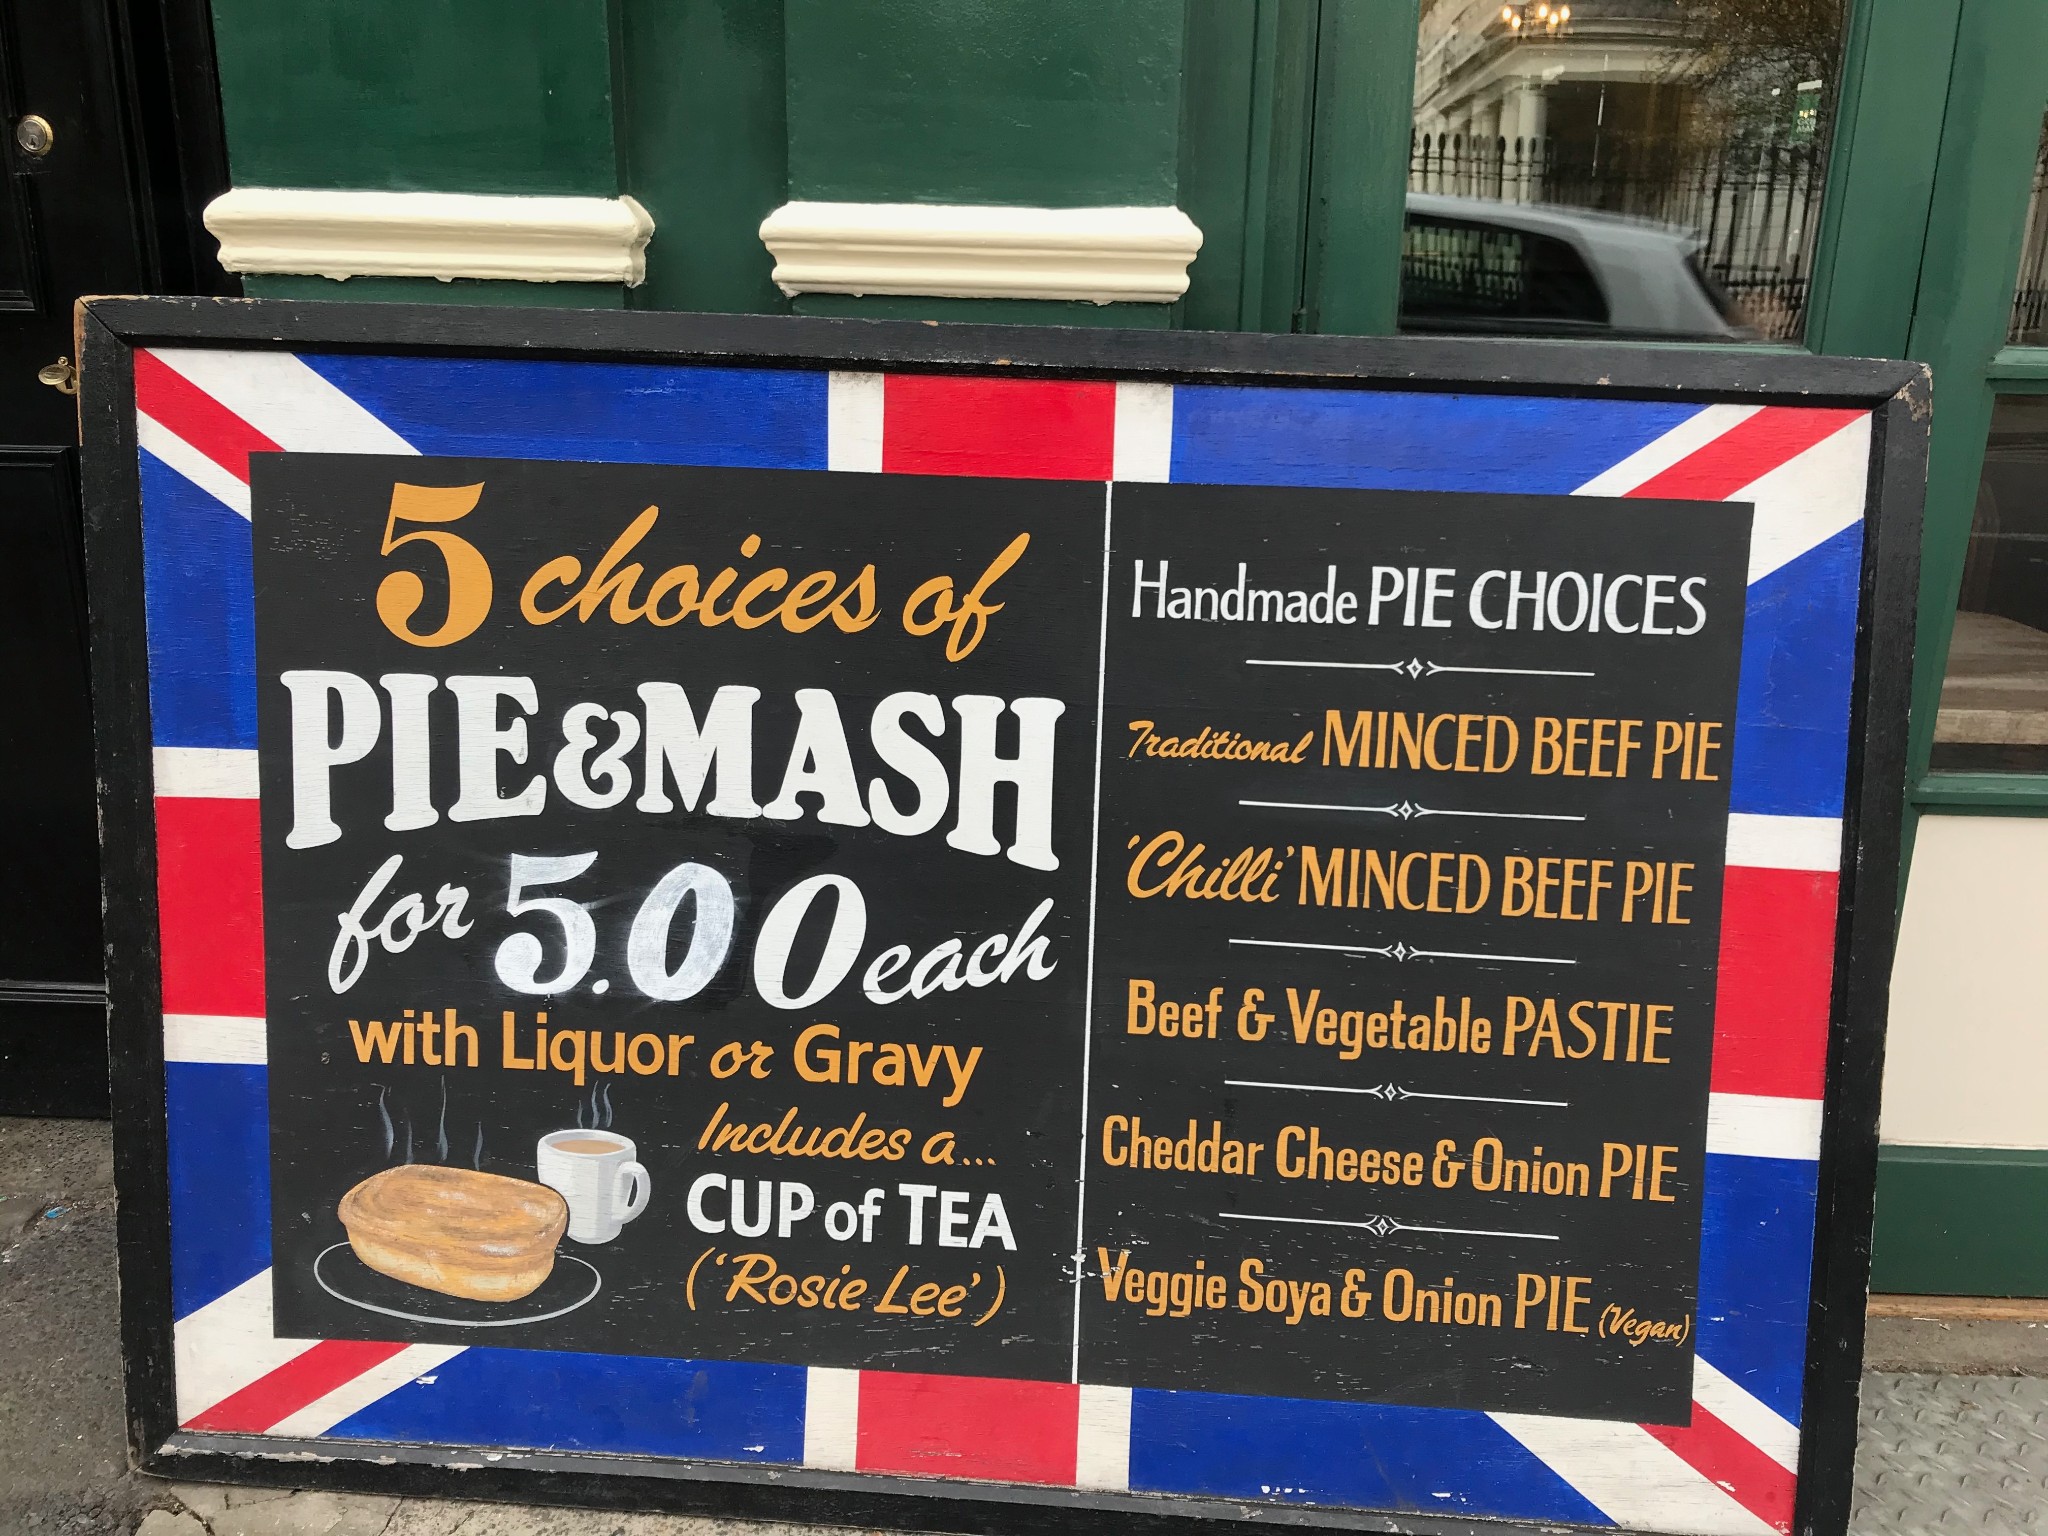 5 choices of
PIE & MASH
for 5.00 each
with Liquor or Gravy
Includes a...
CUP of TEA
('Rosie Lee')
Handmade PIE CHOICES
Traditional MINCED BEEF PIE
'Chilli' MINCED BEEF PIE
Beef & Vegetable PASTIE
Cheddar Cheese & Onion PIE
Veggie Soya & Onion PIE (Vegan)